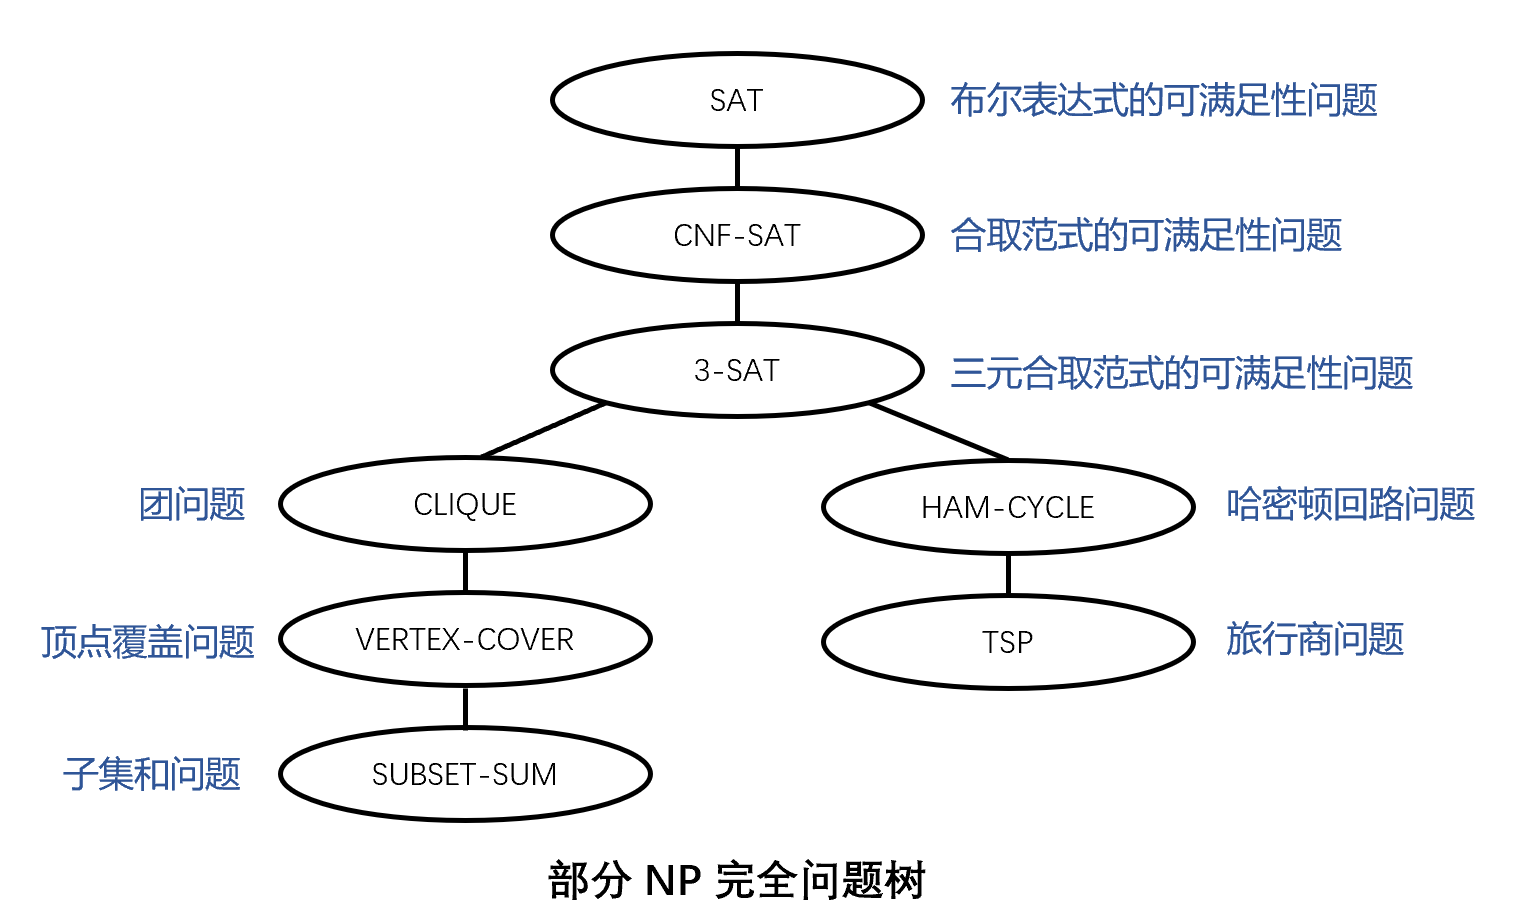 SAT 布尔表达式的可满足性问题
CNF-SAT 合取范式的可满足性问题
3-SAT 三元合取范式的可满足性问题
团问题 CLIQUE HAM-CYCLE 哈密顿回路问题
顶点覆盖问题 VERTEX-COVER TSP 旅行商问题
子集和问题 SUBSET-SUM
部分 NP 完全问题树